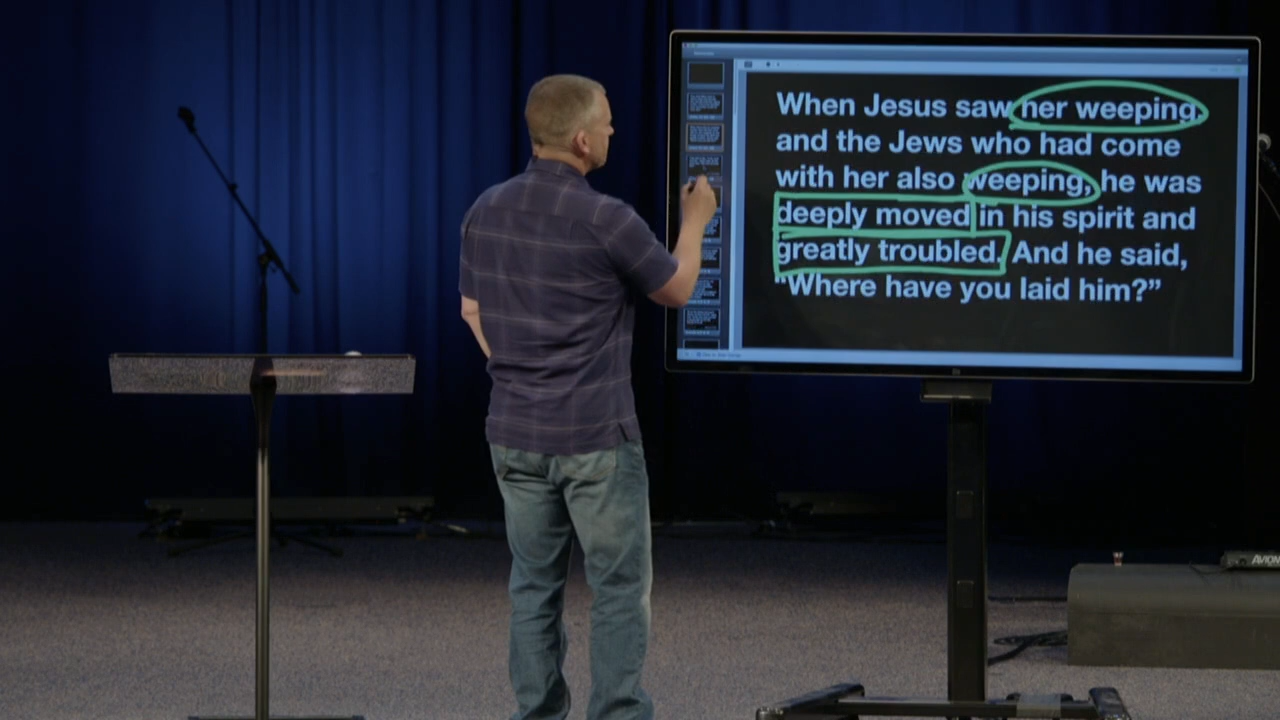 When Jesus saw her weeping,
and the Jews who had come
with her also weeping, he was
deeply moved in his spirit and
greatly troubled. And he said,
“Where have you laid him?”
AVION